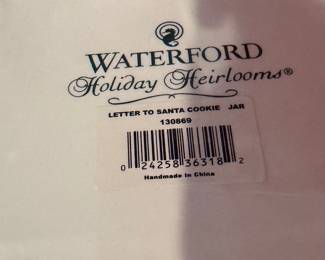 WATERFORD
Holiday Heirlooms®
LETTER TO SANTA COOKIE JAR
130869
0 24258 36318 2
Handmade In China